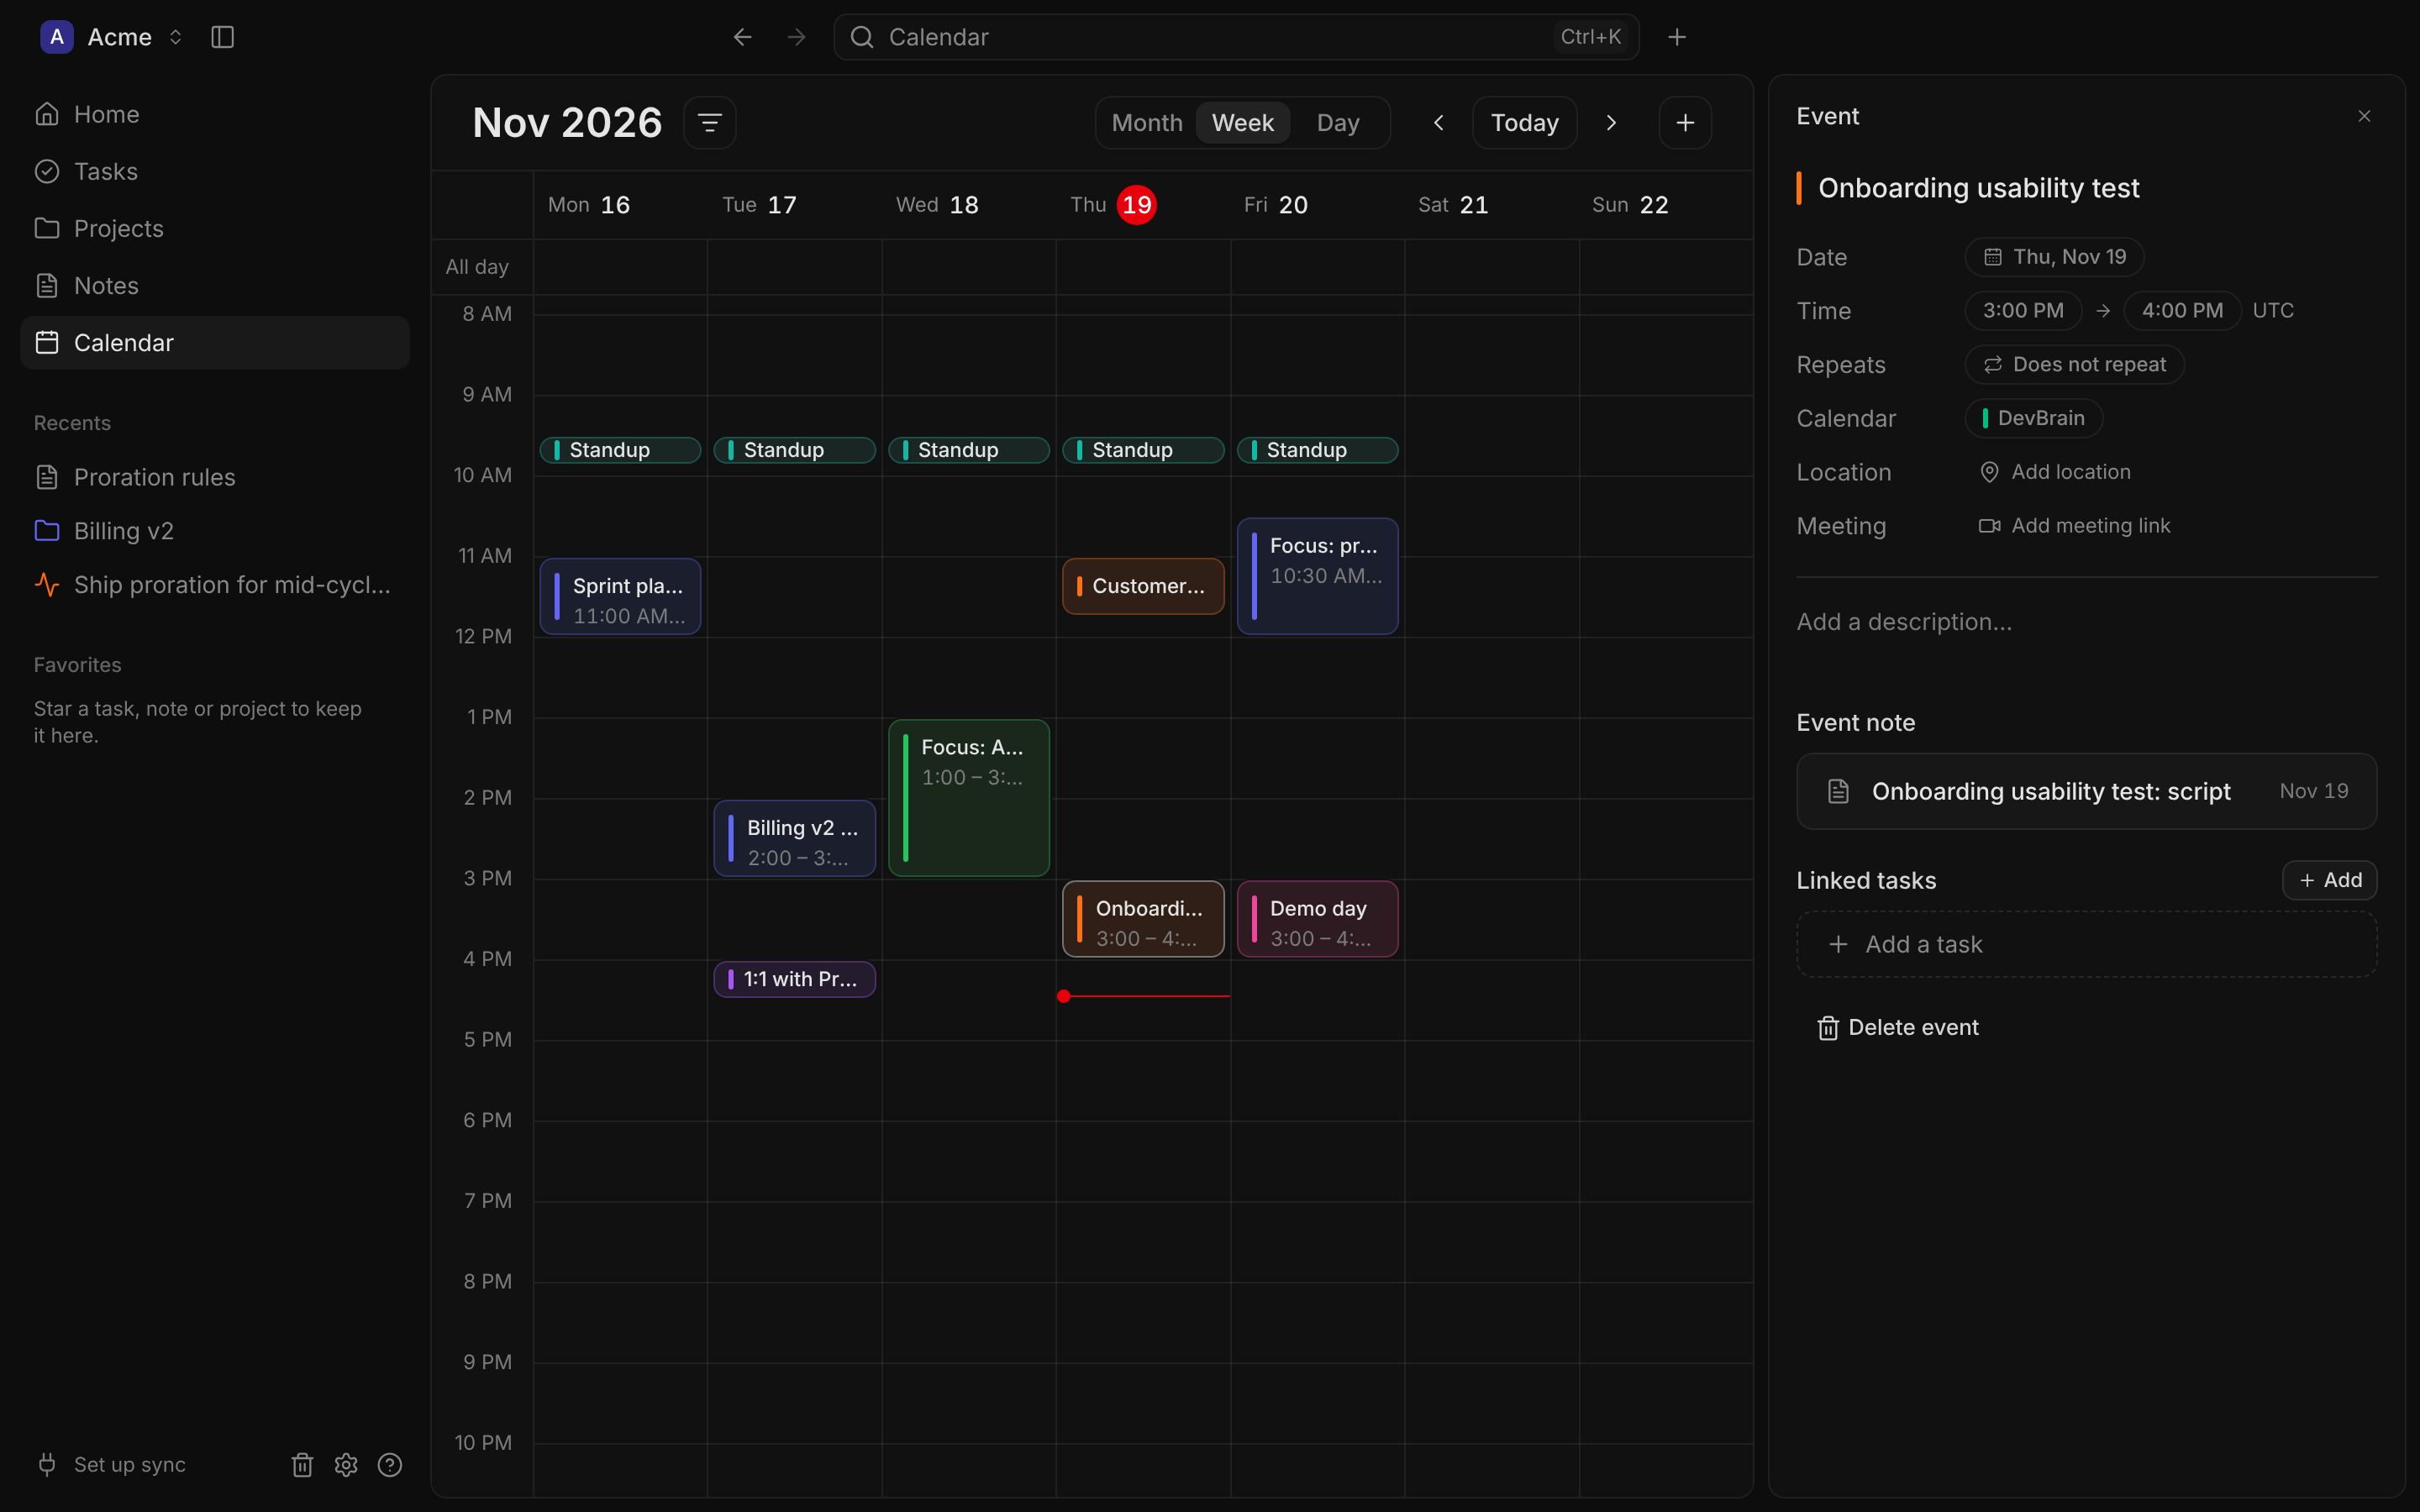 A Acme
Calendar
Ctrl+K
Home
Tasks
Projects
Notes
Calendar
Recents
Proration rules
Billing v2
Ship proration for mid-cycl...
Favorites
Star a task, note or project to keep
it here.
Set up sync
Nov 2026
Month Week Day
Today
Mon 16
Tue 17
Wed 18
Thu 19
Fri 20
Sat 21
Sun 22
All day
8 AM
9 AM
Standup
Standup
Standup
Standup
Standup
10 AM
Focus: pr...
10:30 AM...
11 AM
Sprint pla...
11:00 AM...
Customer...
12 PM
1 PM
Focus: A...
1:00 – 3:...
2 PM
Billing v2 ...
2:00 – 3:...
3 PM
Onboardi...
3:00 – 4:...
Demo day
3:00 – 4:...
4 PM
1:1 with Pr...
5 PM
6 PM
7 PM
8 PM
9 PM
10 PM
Event
Onboarding usability test
Date
Thu, Nov 19
Time
3:00 PM → 4:00 PM UTC
Repeats
Does not repeat
Calendar
DevBrain
Location
Add location
Meeting
Add meeting link
Add a description...
Event note
Onboarding usability test: script
Nov 19
Linked tasks
Add
Add a task
Delete event